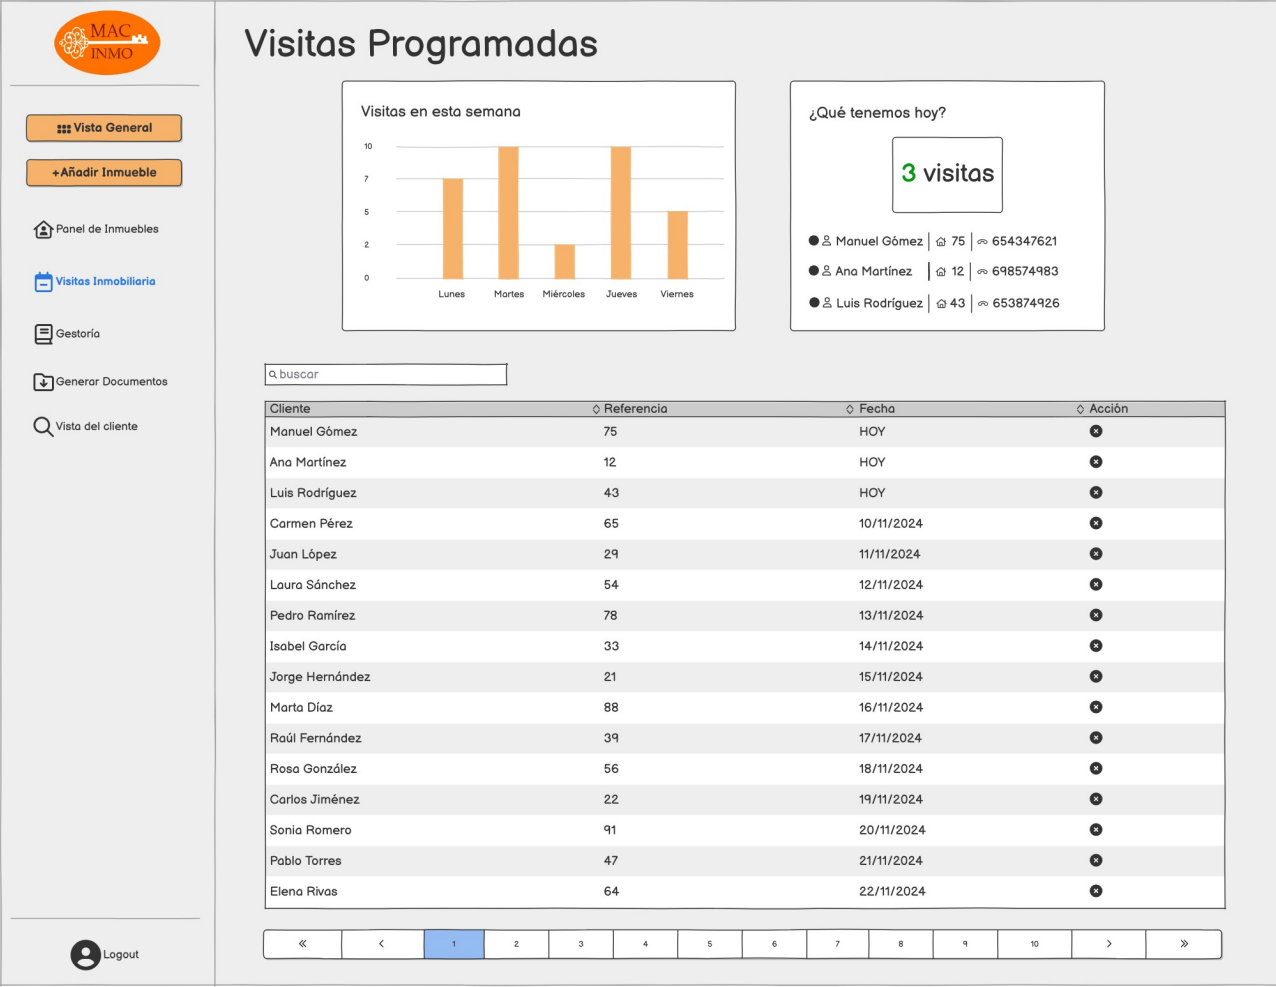 MAC
INMO
Vista General
+Añadir Inmueble
Panel de Inmuebles
Visitas Inmobiliaria
Gestoría
Generar Documentos
Vista del cliente
Logout
Visitas Programadas
Visitas en esta semana
10
7
5
2
0
Lunes Martes Miércoles Jueves Viernes
¿Qué tenemos hoy?
3 visitas
Manuel Gómez 75 654347621
Ana Martínez 12 698574983
Luis Rodríguez 43 653874926
buscar
Cliente Referencia Fecha Acción
Manuel Gómez 75 HOY
Ana Martínez 12 HOY
Luis Rodríguez 43 HOY
Carmen Pérez 65 10/11/2024
Juan López 29 11/11/2024
Laura Sánchez 54 12/11/2024
Pedro Ramírez 78 13/11/2024
Isabel García 33 14/11/2024
Jorge Hernández 21 15/11/2024
Marta Díaz 88 16/11/2024
Raúl Fernández 39 17/11/2024
Rosa González 56 18/11/2024
Carlos Jiménez 22 19/11/2024
Sonia Romero 91 20/11/2024
Pablo Torres 47 21/11/2024
Elena Rivas 64 22/11/2024
« < 1 2 3 4 5 6 7 8 9 10 > »